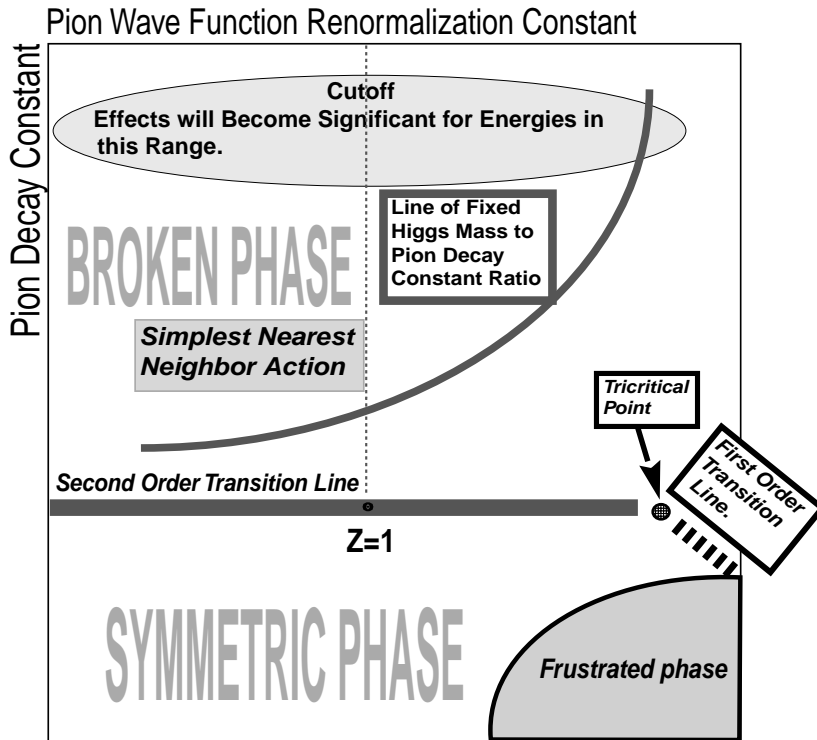 Pion Wave Function Renormalization Constant
Pion Decay Constant
Cutoff
Effects will Become Significant for Energies in
this Range.
Line of Fixed
Higgs Mass to
Pion Decay
Constant Ratio
BROKEN PHASE
Simplest Nearest
Neighbor Action
Tricritical
Point
First Order
Transition
Line.
Second Order Transition Line
Z=1
SYMMETRIC PHASE
Frustrated phase